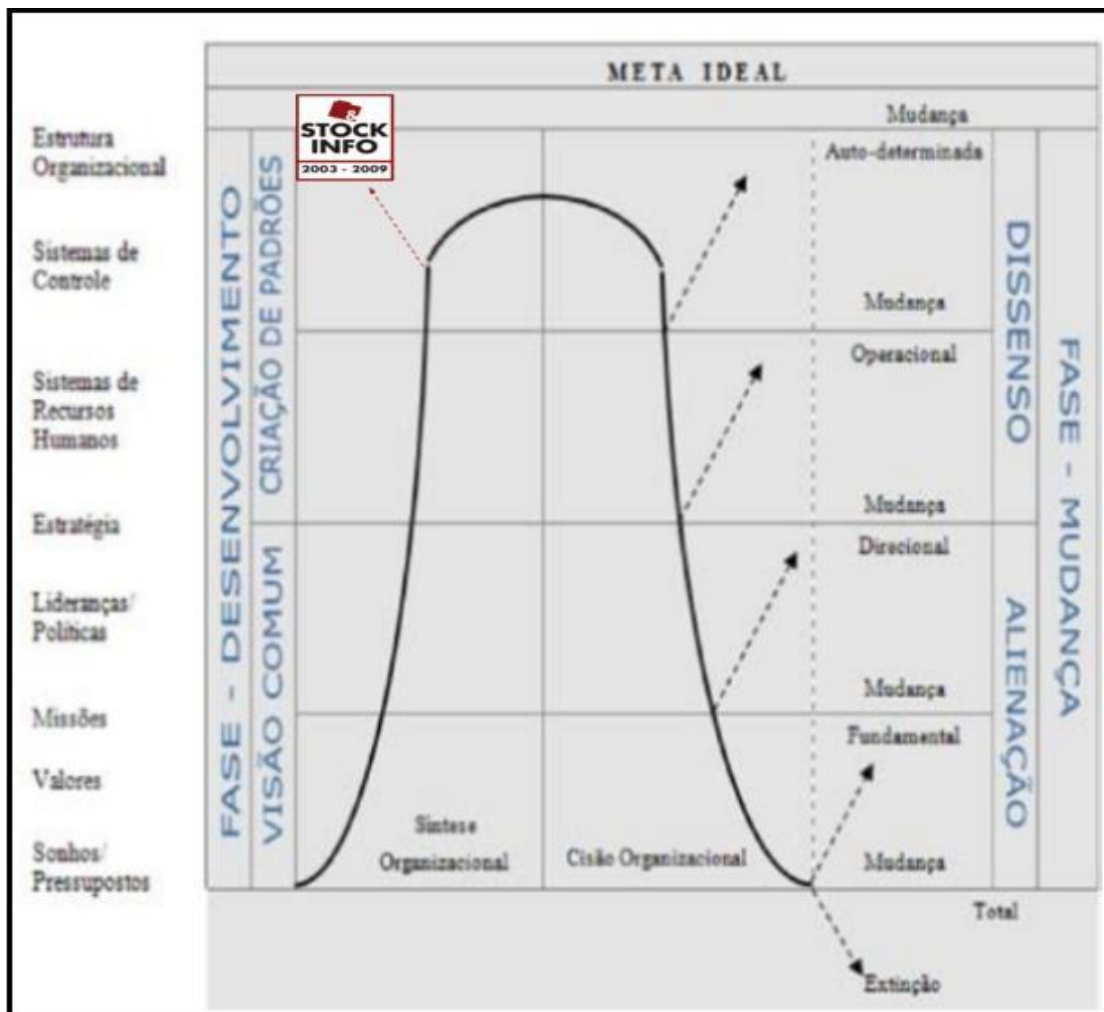 META IDEAL
Mudança
&
STOCK
INFO
2003 - 2009
Estrutura
Organizacional
Auto-determinada
Sistemas de
Controle
Mudança
Sistemas de
Recursos
Humanos
Operacional
Estratégia
Mudança
Direcional
Lideranças/
Políticas
Missões
Mudança
Fundamental
Valores
Síntese
Organizacional
Cisão Organizacional
Sonhos/
Pressupostos
Mudança
Total
Extinção
FASE - DESENVOLVIMENTO
CRIAÇÃO DE PADRÕES
VISÃO COMUM
DISSENSO
ALIENAÇÃO
FASE - MUDANÇA